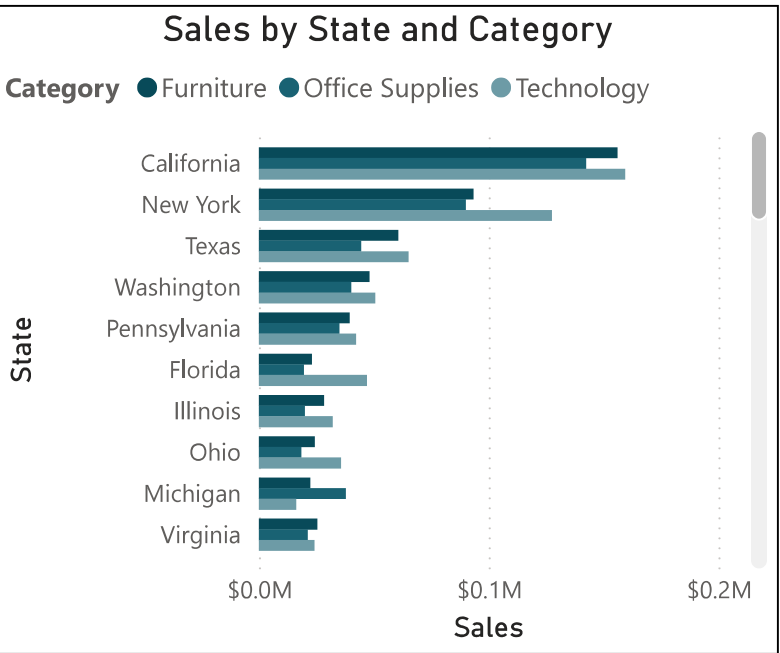 Sales by State and Category
Category Furniture Office Supplies Technology
California
New York
Texas
Washington
Pennsylvania
Florida
Illinois
Ohio
Michigan
Virginia
State
$0.0M $0.1M $0.2M
Sales